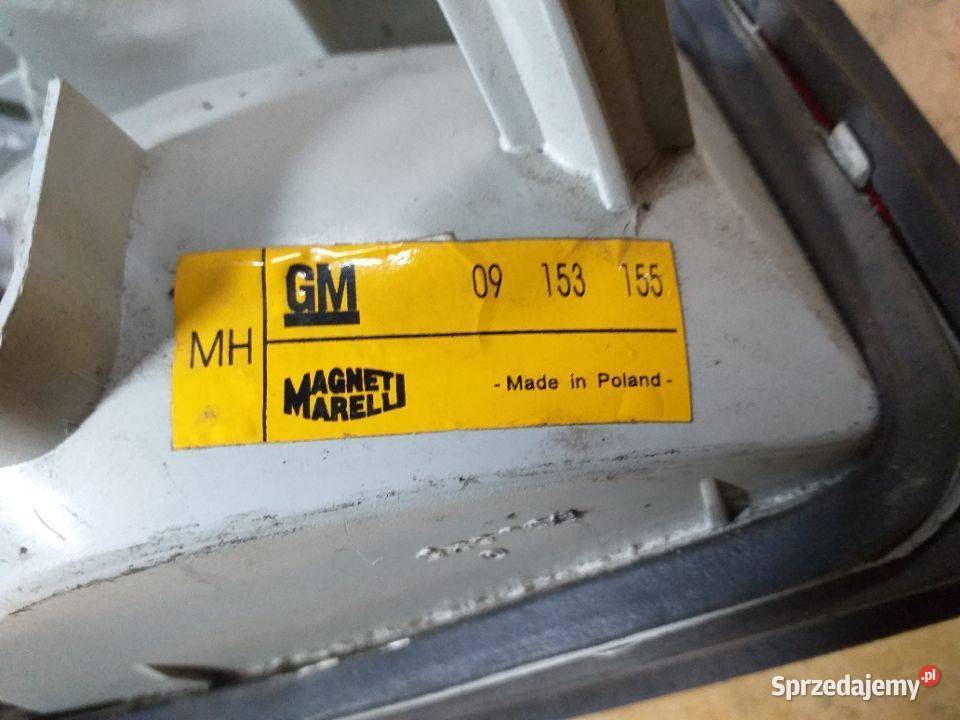 MH
GM 09 153 155
MAGNETI
MARELLI
- Made in Poland -
Sprzedajemy.pl